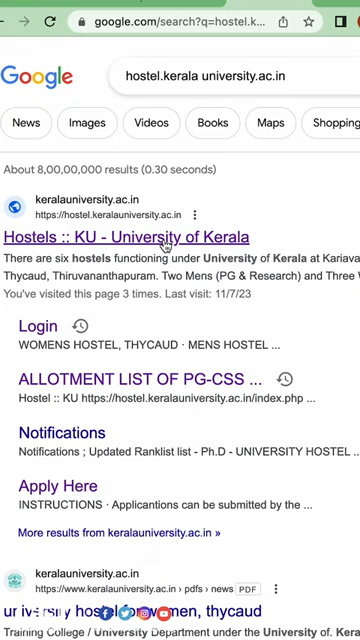 google.com/search?q=hostel.k...
Google
hostel.kerala university.ac.in
News
Images
Videos
Books
Maps
Shopping
About 8,00,00,000 results (0.30 seconds)
keralauniversity.ac.in
https://hostel.keralauniversity.ac.in
Hostels :: KU - University of Kerala
There are six hostels functioning under University of Kerala at Kariava
Thycaud, Thiruvananthapuram. Two Mens (PG & Research) and Three
You've visited this page 3 times. Last visit: 11/7/23
Login
WOMENS HOSTEL, THYCAUD · MENS HOSTEL ...
ALLOTMENT LIST OF PG-CSS ...
Hostel :: KU https://hostel.keralauniversity.ac.in/index.php ...
Notifications
Notifications ; Updated Ranklist list - Ph.D - UNIVERSITY HOSTEL ..
Apply Here
INSTRUCTIONS · Applicantions can be submitted by the ...
More results from keralauniversity.ac.in »
keralauniversity.ac.in
https://www.keralauniversity.ac.in › pdfs › news PDF
university hostel for women, thycaud
Training College / University Department under the University of. Ker